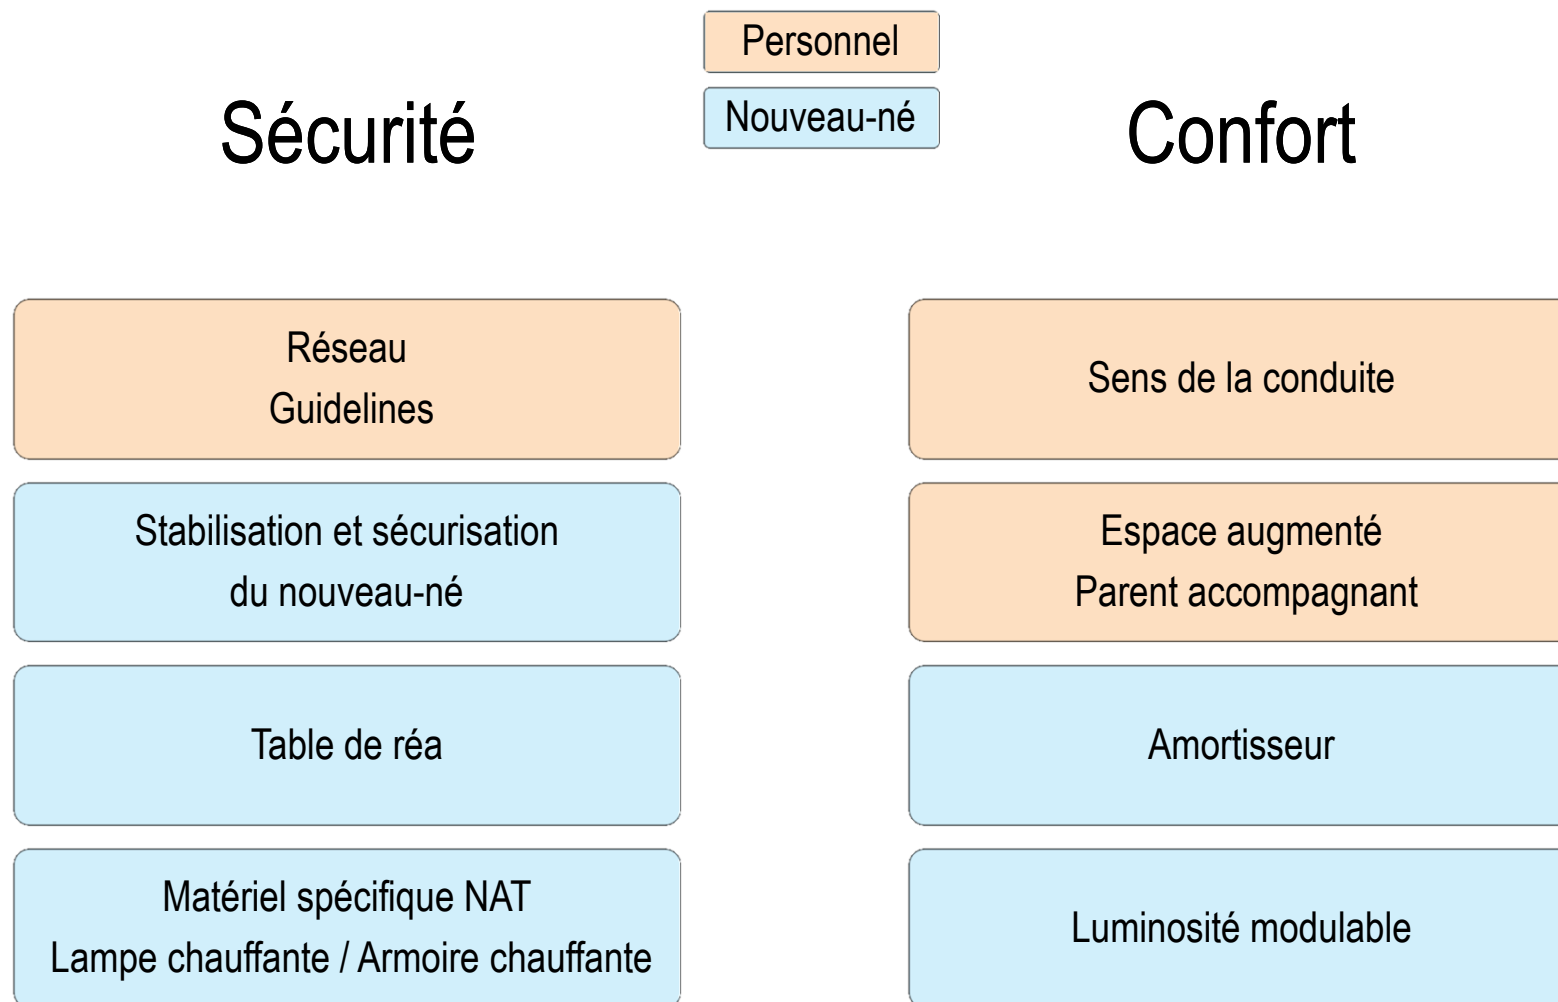 Personnel
Nouveau-né
Sécurité
Confort
Réseau
Guidelines
Stabilisation et sécurisation
du nouveau-né
Table de réa
Matériel spécifique NAT
Lampe chauffante / Armoire chauffante
Sens de la conduite
Espace augmenté
Parent accompagnant
Amortisseur
Luminosité modulable